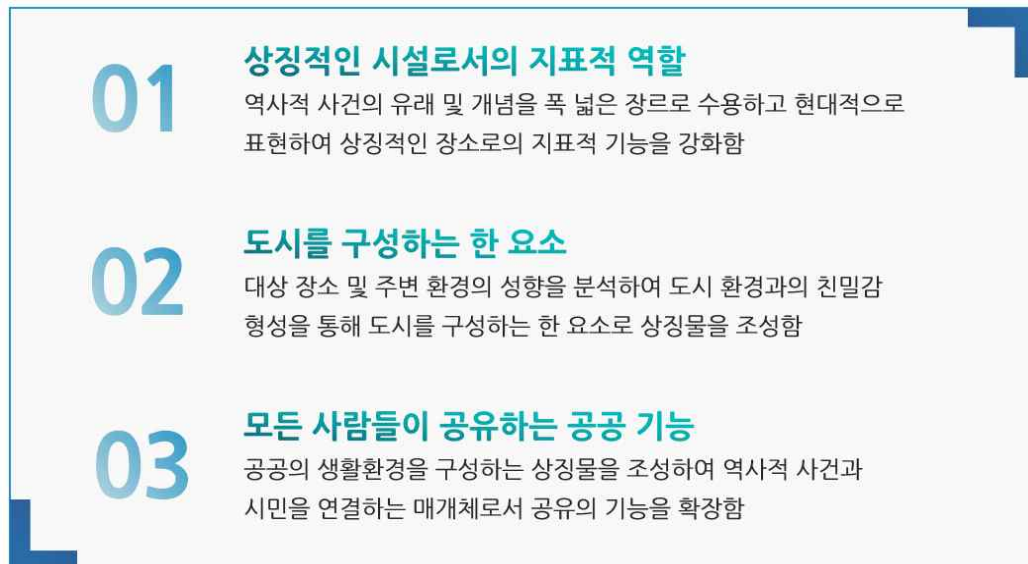 01
상징적인 시설로서의 지표적 역할
역사적 사건의 유래 및 개념을 폭 넓은 장르로 수용하고 현대적으로
표현하여 상징적인 장소로의 지표적 기능을 강화함
02
도시를 구성하는 한 요소
대상 장소 및 주변 환경의 성향을 분석하여 도시 환경과의 친밀감
형성을 통해 도시를 구성하는 한 요소로 상징물을 조성함
03
모든 사람들이 공유하는 공공 기능
공공의 생활환경을 구성하는 상징물을 조성하여 역사적 사건과
시민을 연결하는 매개체로서 공유의 기능을 확장함